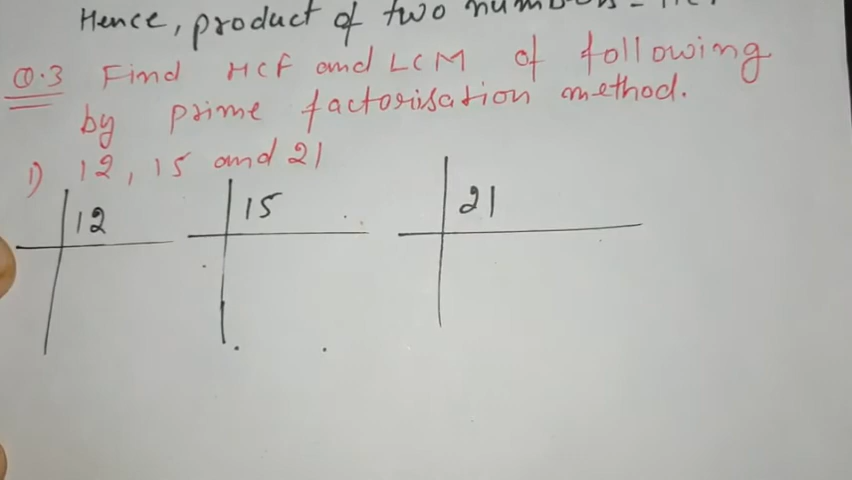 Hence, product of two numbers =
Q.3 Find HCF and LCM of following
by prime factorisation method.
1) 12, 15 and 21
12 15 21